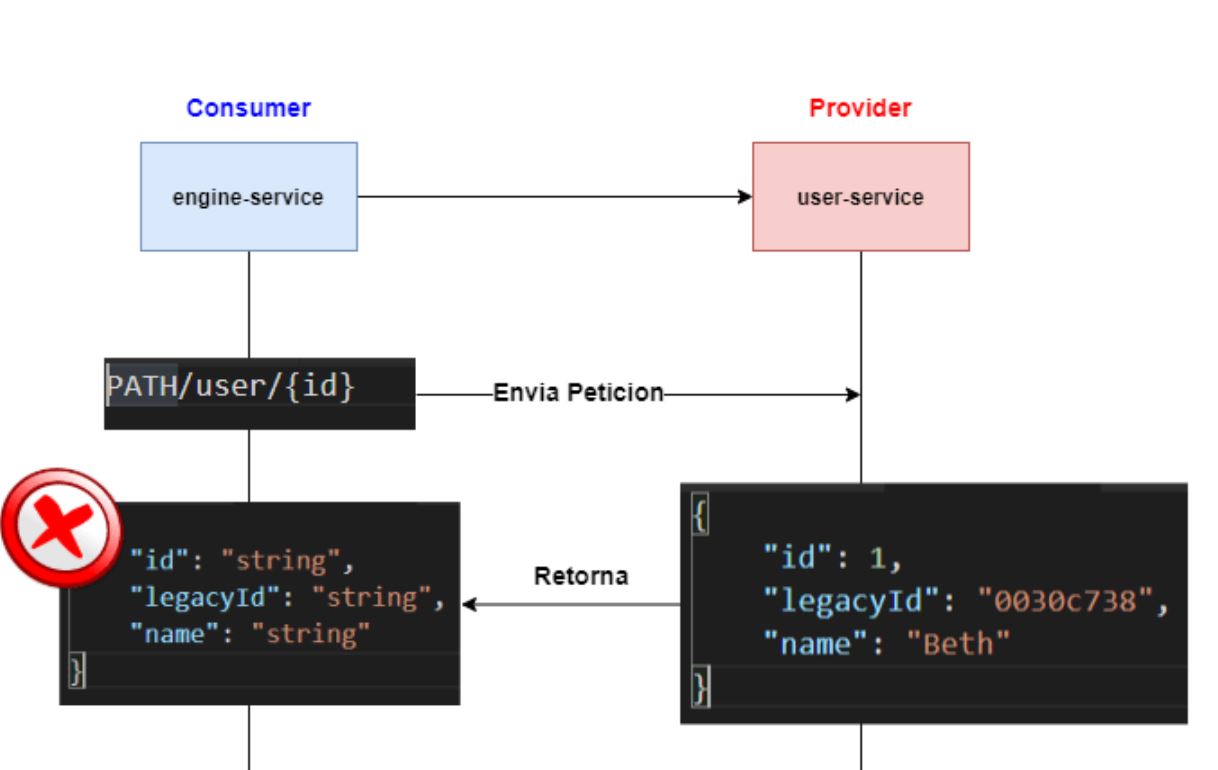 Consumer
Provider
engine-service
user-service
PATH/user/{id}
Envia Peticion
"id": "string",
"legacyId": "string",
"name": "string"
}
Retorna
{
"id": 1,
"legacyId": "0030c738",
"name": "Beth"
}